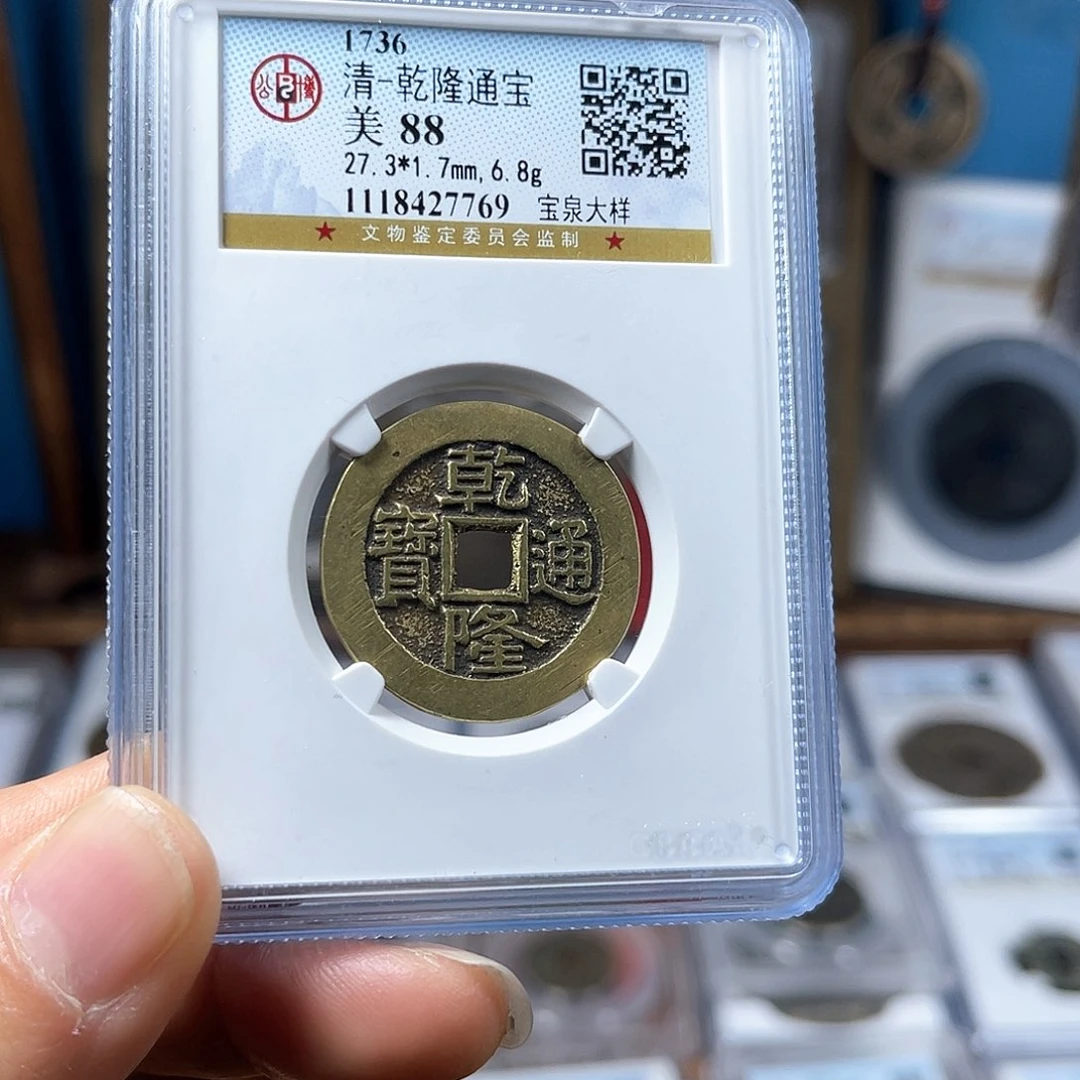 1736
清-乾隆通宝
美 88
27.3*1.7mm, 6.8g
1118427769 宝泉大样
★ 文物鉴定委员会监制 ★
乾
寶 通
隆